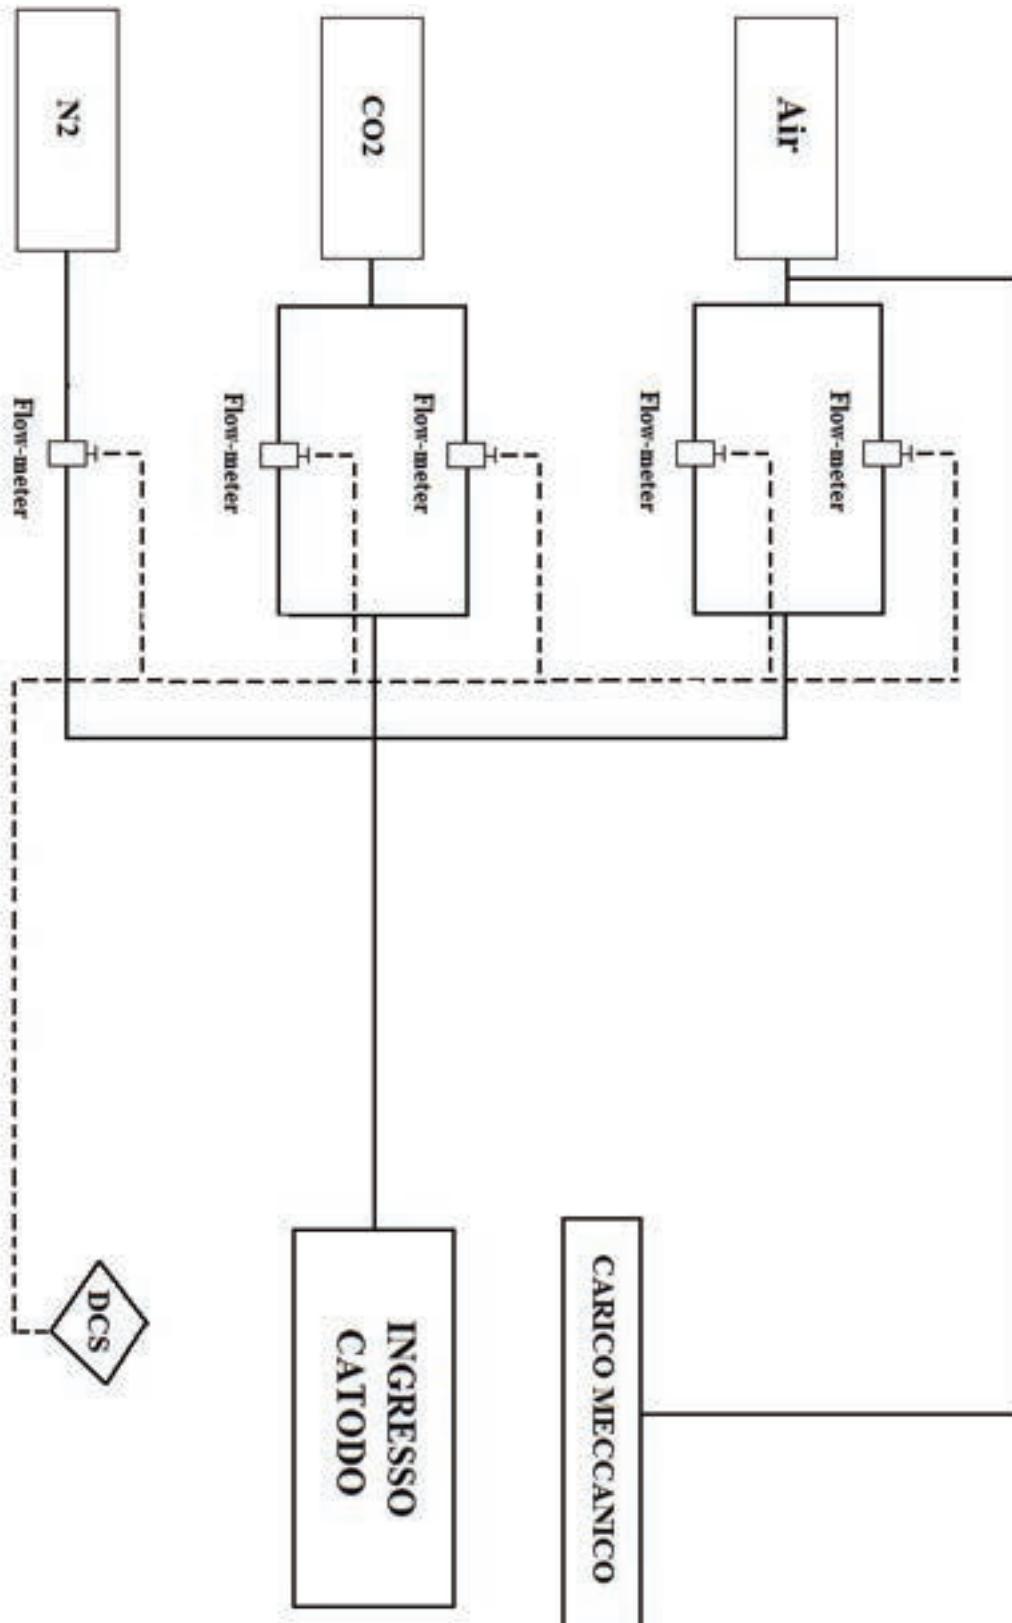 Air
Flow-meter
Flow-meter
CO2
Flow-meter
Flow-meter
N2
Flow-meter
CARICO MECCANICO
INGRESSO
CATODO
DCS